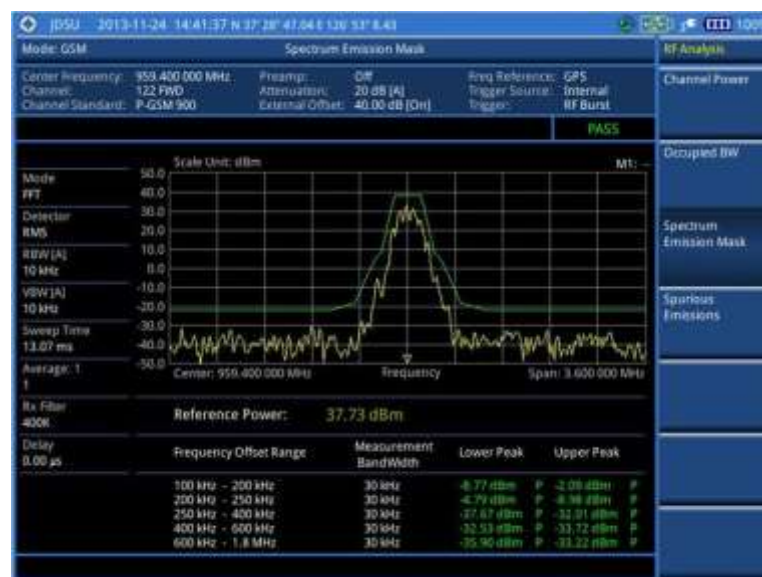 JDSU 2013-11-24 14:41:37 N 37° 28' 47.04 E 126° 53' 8.43 100%
Mode: GSM Spectrum Emission Mask RF Analysis
Center Frequency: 959.400 000 MHz Preamp: Off Freq Reference: GPS
Channel: 122 FWD Attenuation: 20 dB [A] Trigger Source: Internal
Channel Standard: P-GSM 900 External Offset: 40.00 dB [On] Trigger: RF Burst
Channel Power
PASS
Occupied BW
Scale Unit: dBm M1: --
Mode
FFT
Detector
RMS
RBW [A]
10 kHz
VBW [A]
10 kHz
Sweep Time
13.07 ms
Average: 1
1
Rx Filter
400K
Delay
0.00 µs
50.0
40.0
30.0
20.0
10.0
0.0
-10.0
-20.0
-30.0
-40.0
-50.0
Center: 959.400 000 MHz Frequency Span: 3.600 000 MHz
Spectrum
Emission Mask
Spurious
Emissions
Reference Power: 37.73 dBm
Frequency Offset Range Measurement BandWidth Lower Peak Upper Peak
100 kHz - 200 kHz 30 kHz -8.77 dBm P -2.09 dBm P
200 kHz - 250 kHz 30 kHz -4.79 dBm P -8.98 dBm P
250 kHz - 400 kHz 30 kHz -37.67 dBm P -32.01 dBm P
400 kHz - 600 kHz 30 kHz -32.53 dBm P -33.72 dBm P
600 kHz - 1.8 MHz 30 kHz -35.90 dBm P -33.22 dBm P